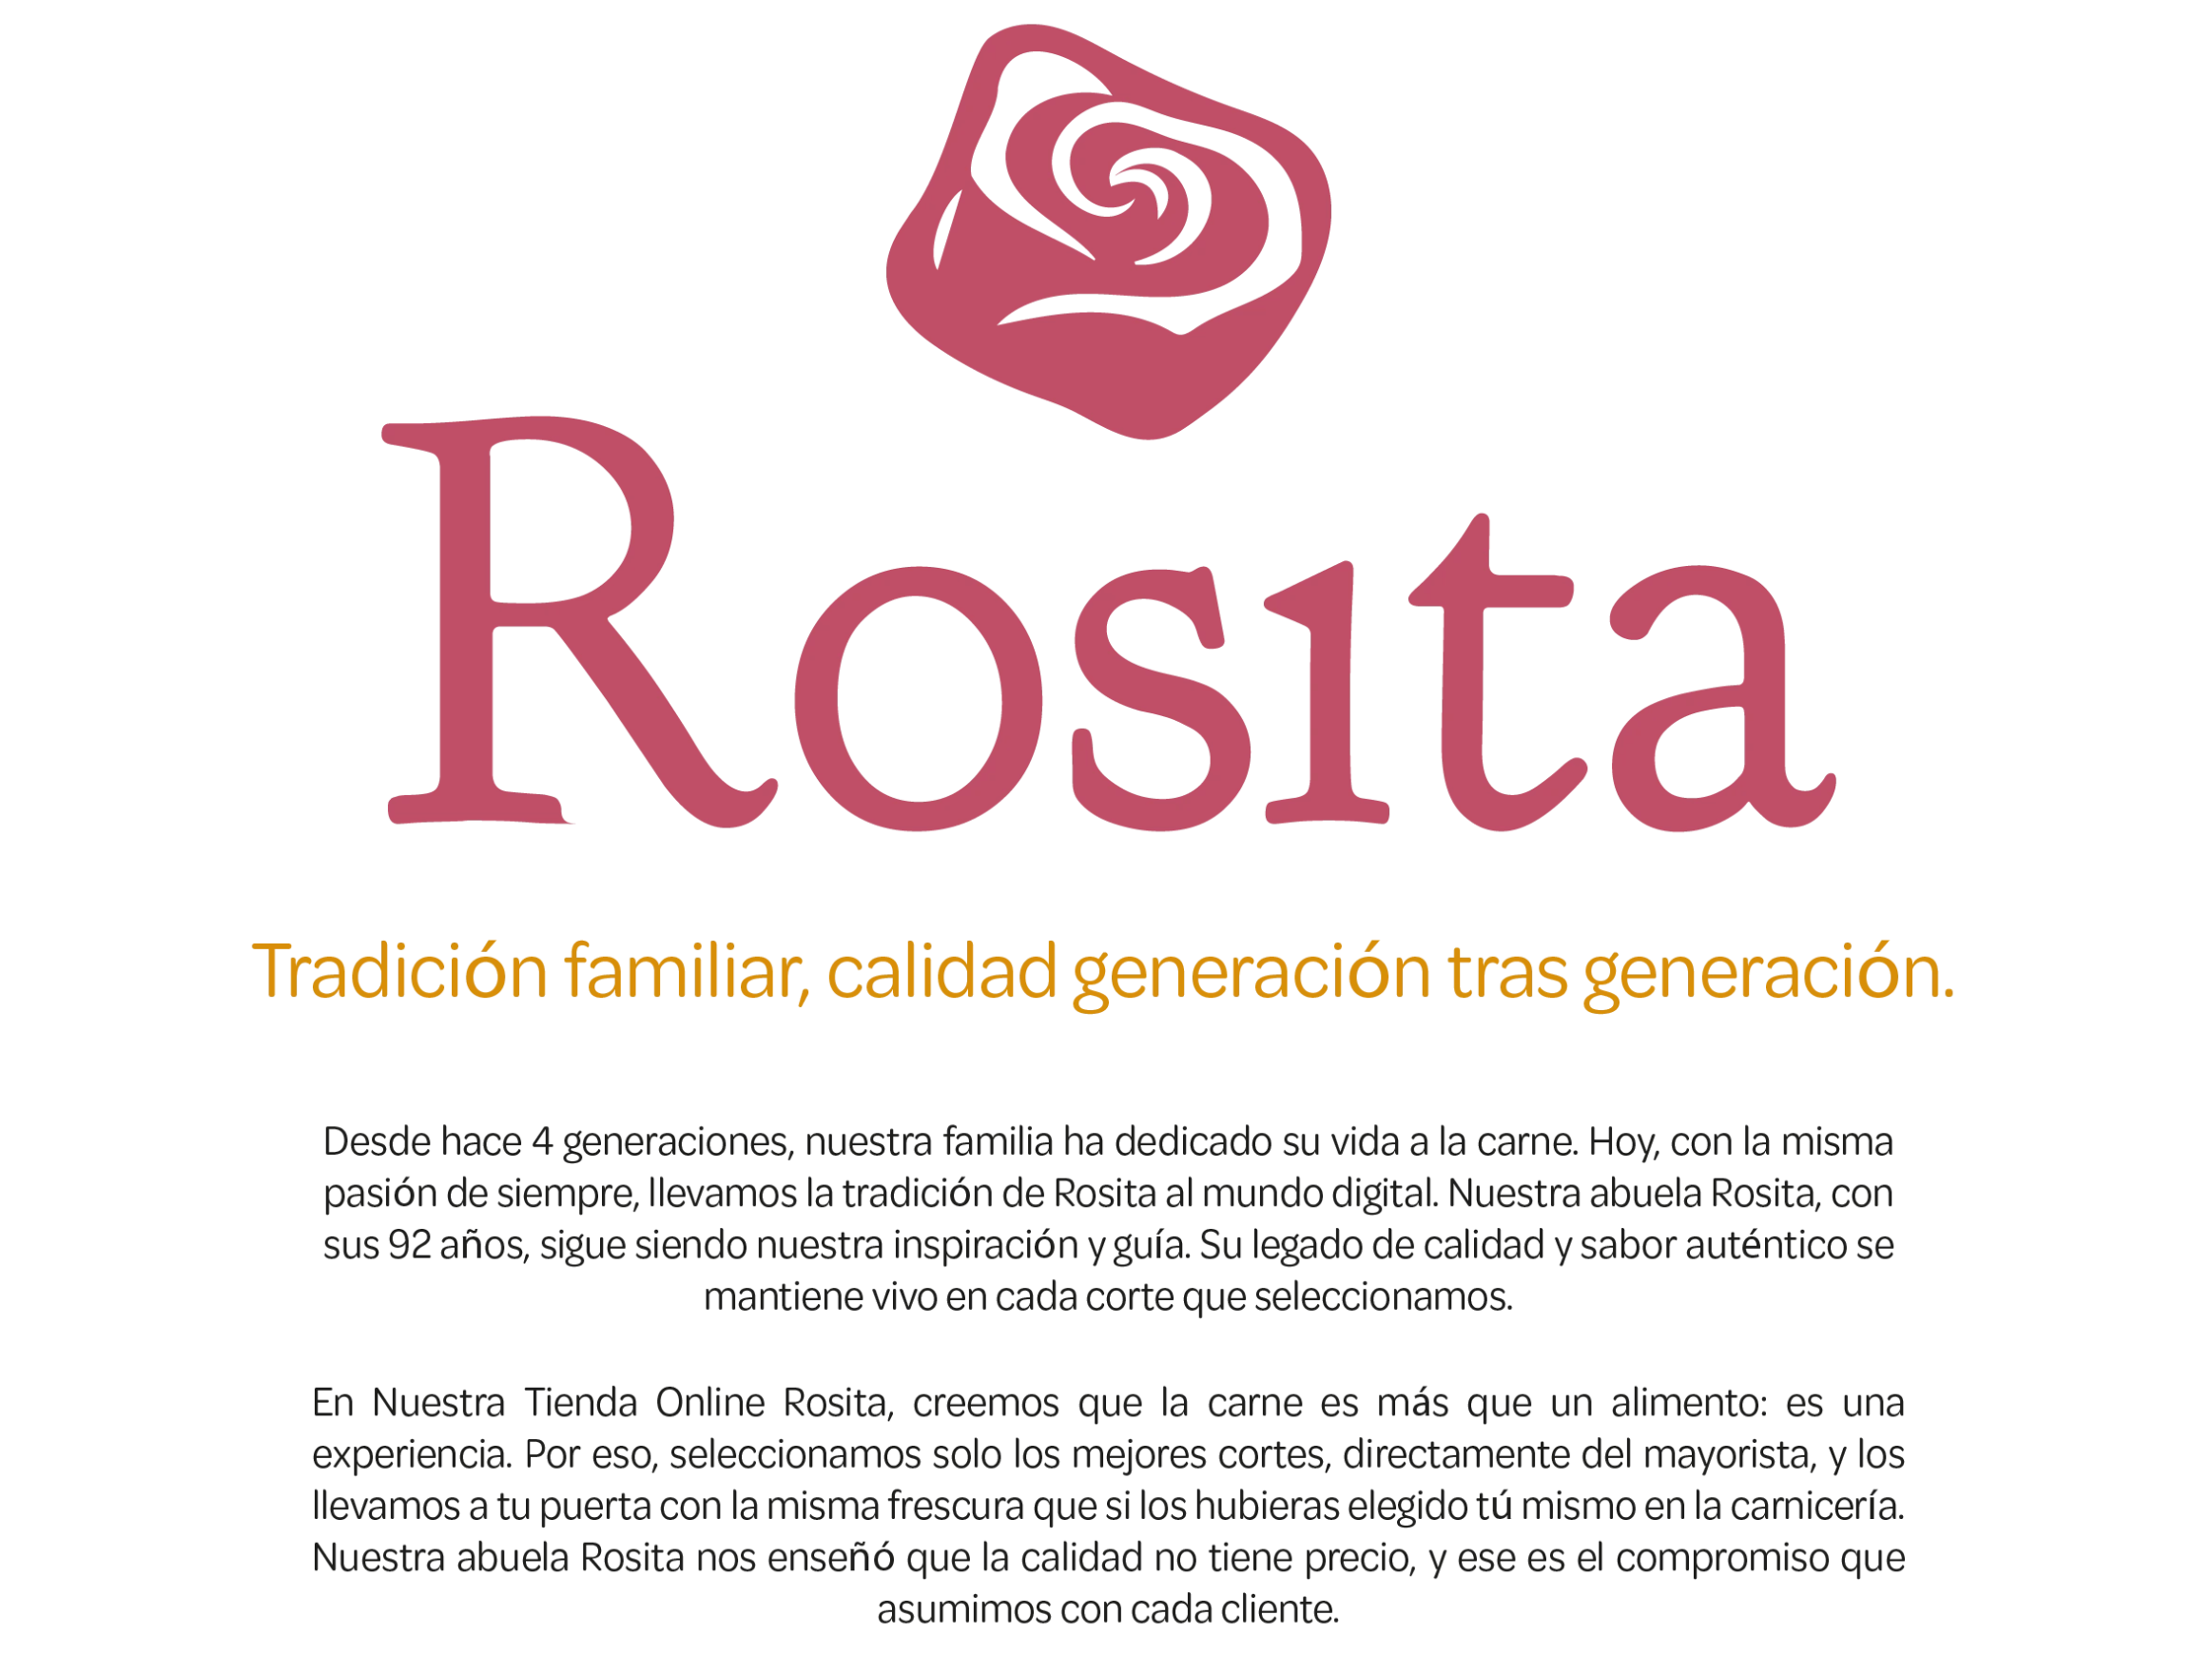 Rosita
Tradición familiar, calidad generación tras generación.
Desde hace 4 generaciones, nuestra familia ha dedicado su vida a la carne. Hoy, con la misma
pasión de siempre, llevamos la tradición de Rosita al mundo digital. Nuestra abuela Rosita, con
sus 92 años, sigue siendo nuestra inspiración y guía. Su legado de calidad y sabor auténtico se
mantiene vivo en cada corte que seleccionamos.
En Nuestra Tienda Online Rosita, creemos que la carne es más que un alimento: es una
experiencia. Por eso, seleccionamos solo los mejores cortes, directamente del mayorista, y los
llevamos a tu puerta con la misma frescura que si los hubieras elegido tú mismo en la carnicería.
Nuestra abuela Rosita nos enseñó que la calidad no tiene precio, y ese es el compromiso que
asumimos con cada cliente.